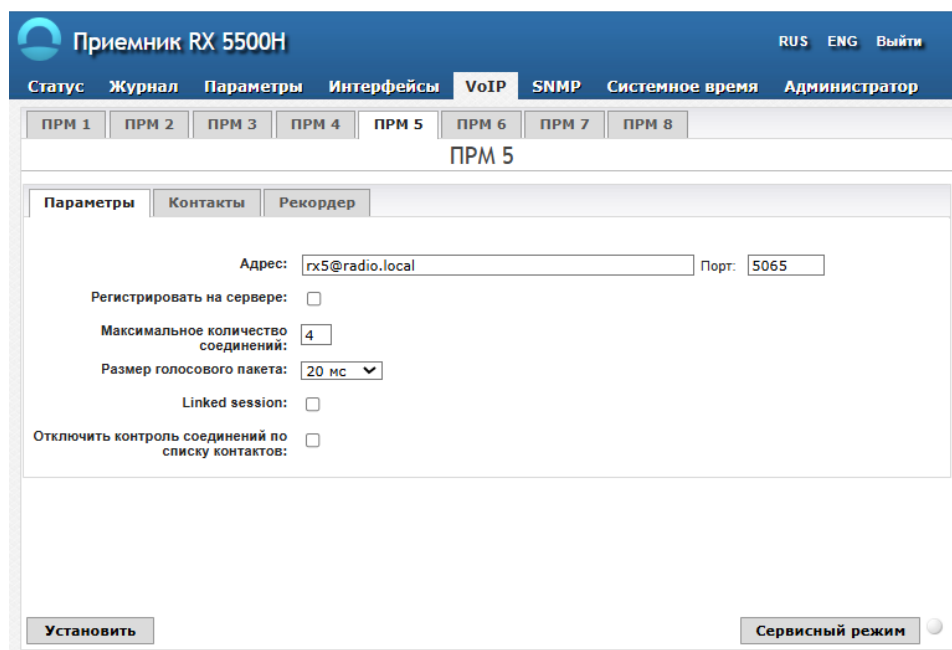 Приемник RX 5500H
RUS ENG Выйти
Статус Журнал Параметры Интерфейсы VoIP SNMP Системное время Администратор
ПРМ 1 ПРМ 2 ПРМ 3 ПРМ 4 ПРМ 5 ПРМ 6 ПРМ 7 ПРМ 8
ПРМ 5
Параметры Контакты Рекордер
Адрес: rx5@radio.local Порт: 5065
Регистрировать на сервере:
Максимальное количество
соединений: 4
Размер голосового пакета: 20 мс
Linked session:
Отключить контроль соединений по
списку контактов:
Установить Сервисный режим